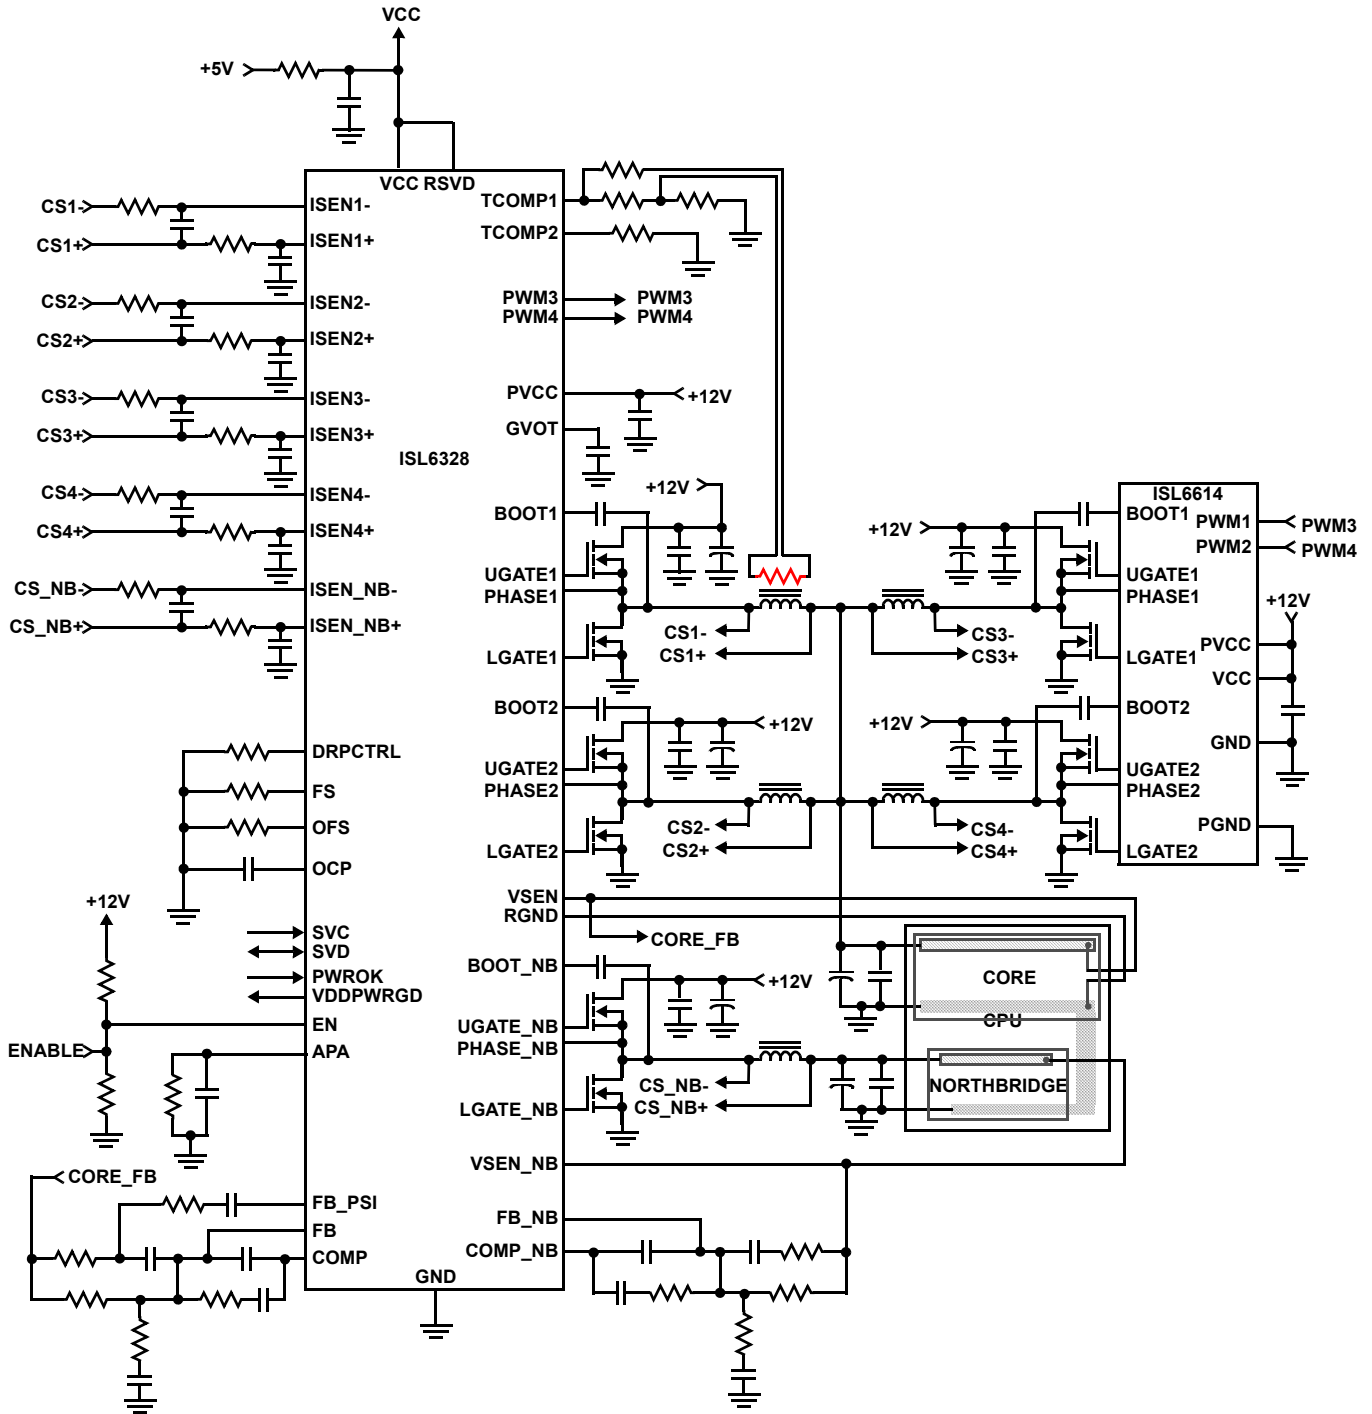 VCC
+5V
VCC RSVD
CS1-
ISEN1-
CS1+
ISEN1+
CS2-
ISEN2-
CS2+
ISEN2+
CS3-
ISEN3-
CS3+
ISEN3+
CS4-
ISEN4-
CS4+
ISEN4+
CS_NB-
ISEN_NB-
CS_NB+
ISEN_NB+
DRPCTRL
FS
OFS
OCP
+12V
SVC
SVD
PWROK
VDDPWRGD
EN
ENABLE
APA
CORE_FB
FB_PSI
FB
COMP
GND
ISL6328
TCOMP1
TCOMP2
PWM3
PWM3
PWM4
PWM4
PVCC
+12V
GVOT
+12V
BOOT1
UGATE1
PHASE1
CS1-
CS1+
LGATE1
BOOT2
+12V
UGATE2
PHASE2
CS2-
CS2+
LGATE2
VSEN
RGND
CORE_FB
BOOT_NB
+12V
UGATE_NB
PHASE_NB
CS_NB-
CS_NB+
LGATE_NB
VSEN_NB
FB_NB
COMP_NB
ISL6614
+12V
BOOT1
PWM1
PWM3
PWM2
PWM4
UGATE1
PHASE1
+12V
CS3-
CS3+
LGATE1
PVCC
VCC
+12V
BOOT2
GND
UGATE2
PHASE2
CS4-
CS4+
PGND
LGATE2
CORE
CPU
NORTHBRIDGE